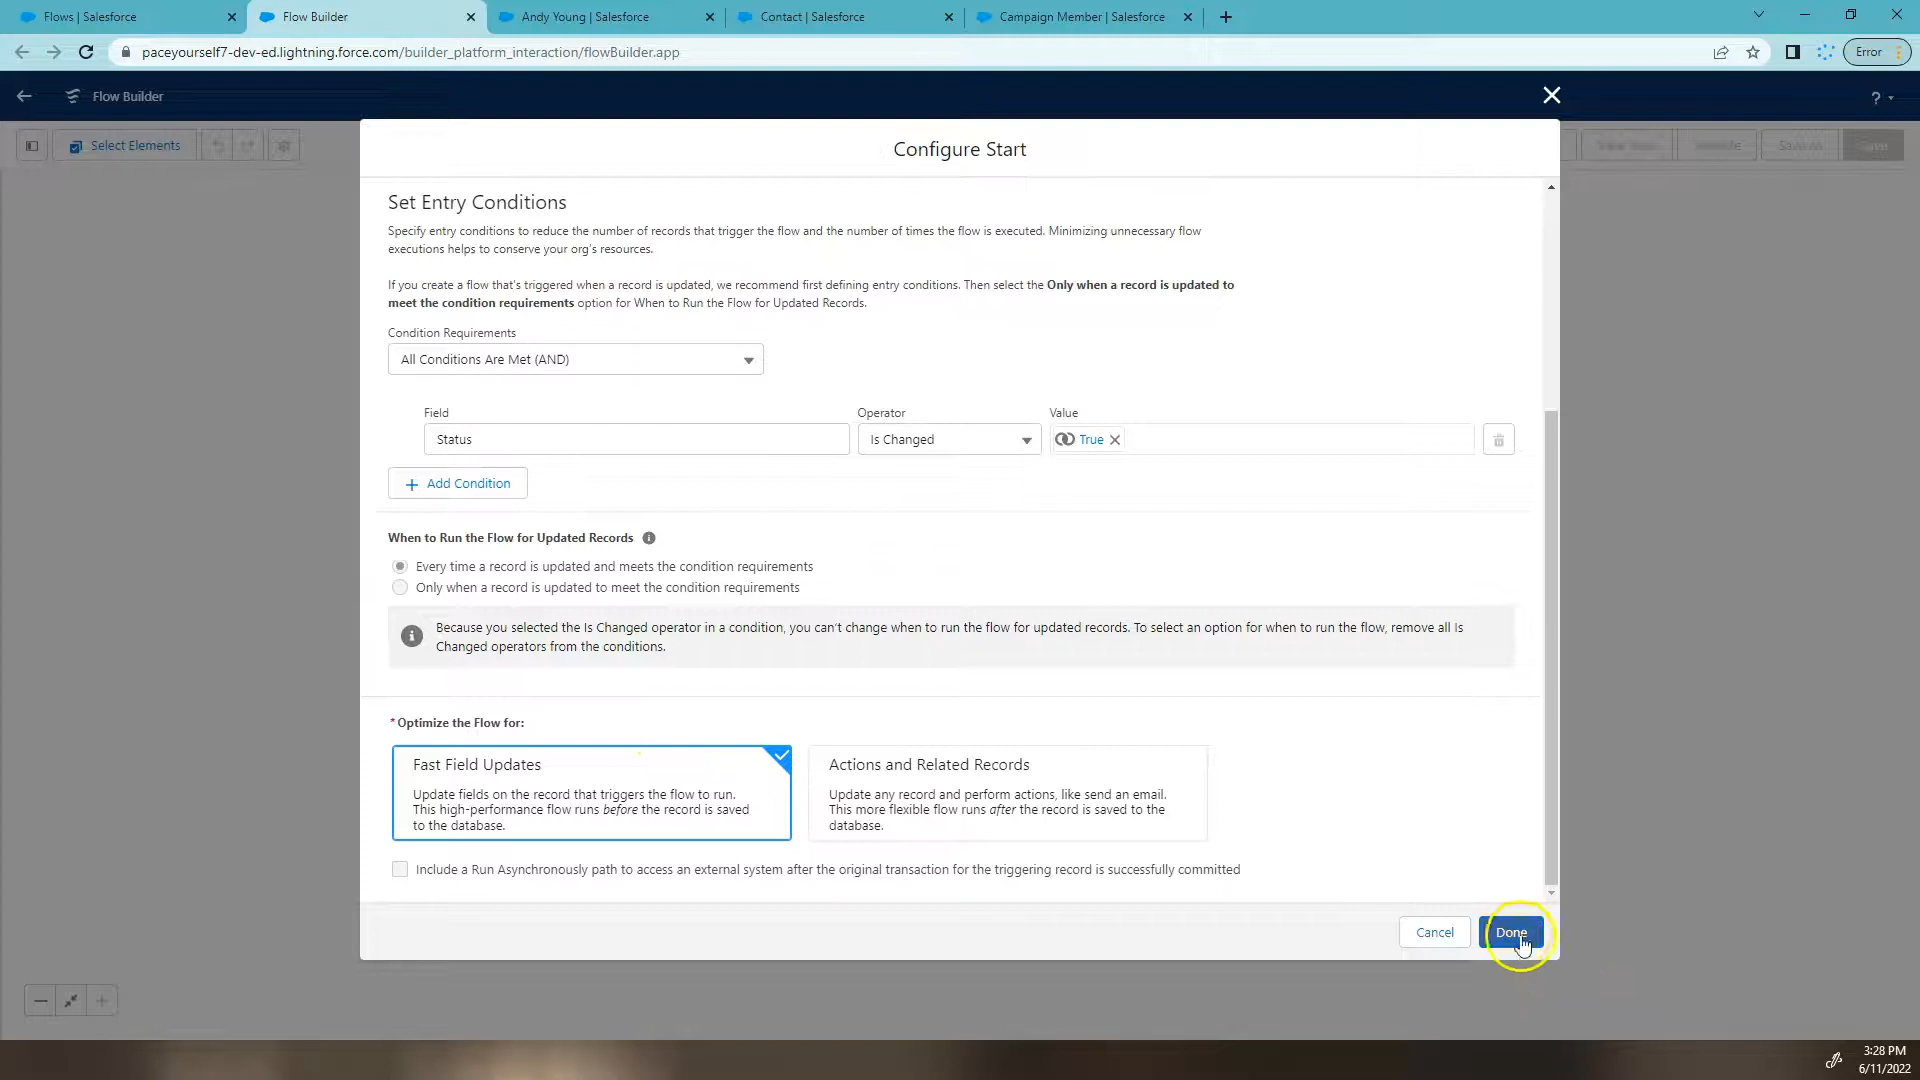 Flows | Salesforce
Flow Builder
Andy Young | Salesforce
Contact | Salesforce
Campaign Member | Salesforce
paceyourself7-dev-ed.lightning.force.com/builder_platform_interaction/flowBuilder.app
Error
Flow Builder
?
Select Elements
Save
Configure Start
Set Entry Conditions
Specify entry conditions to reduce the number of records that trigger the flow and the number of times the flow is executed. Minimizing unnecessary flow
executions helps to conserve your org's resources.
If you create a flow that's triggered when a record is updated, we recommend first defining entry conditions. Then select the Only when a record is updated to
meet the condition requirements option for When to Run the Flow for Updated Records.
Condition Requirements
All Conditions Are Met (AND)
Field
Operator
Value
Status
Is Changed
True
+ Add Condition
When to Run the Flow for Updated Records
Every time a record is updated and meets the condition requirements
Only when a record is updated to meet the condition requirements
Because you selected the Is Changed operator in a condition, you can't change when to run the flow for updated records. To select an option for when to run the flow, remove all Is
Changed operators from the conditions.
*Optimize the Flow for:
Fast Field Updates
Update fields on the record that triggers the flow to run.
This high-performance flow runs before the record is saved
to the database.
Actions and Related Records
Update any record and perform actions, like send an email.
This more flexible flow runs after the record is saved to the
database.
Include a Run Asynchronously path to access an external system after the original transaction for the triggering record is successfully committed
Cancel
Done
3:28 PM
6/11/2022